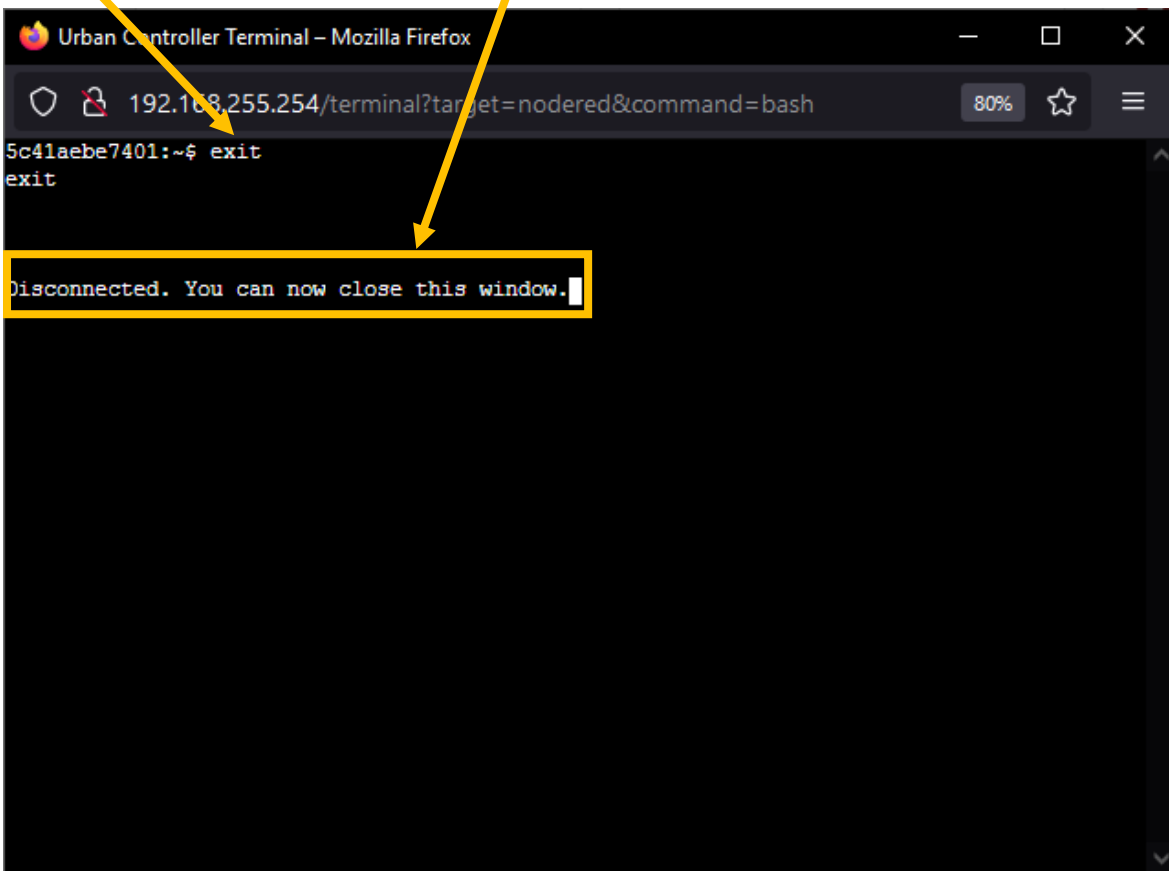 Urban Controller Terminal – Mozilla Firefox
192.168.255.254/terminal?target=nodered&command=bash
80%
5c41aebe7401:~$ exit
exit
Disconnected. You can now close this window.